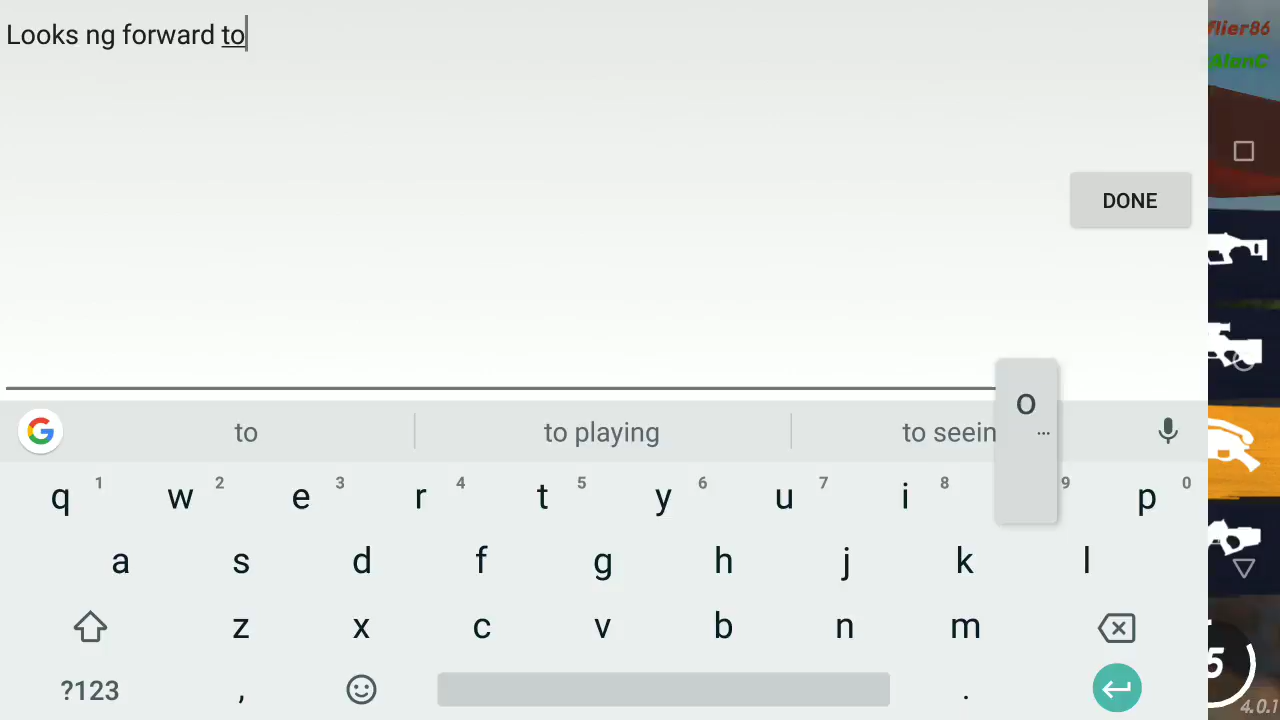 Looks ng forward to
flier86
AlanC
DONE
to to playing to seein
o
...
q 1 w 2 e 3 r 4 t 5 y 6 u 7 i 8 9 p 0
a s d f g h j k l
z x c v b n m
?123 , .
5
4.0.1